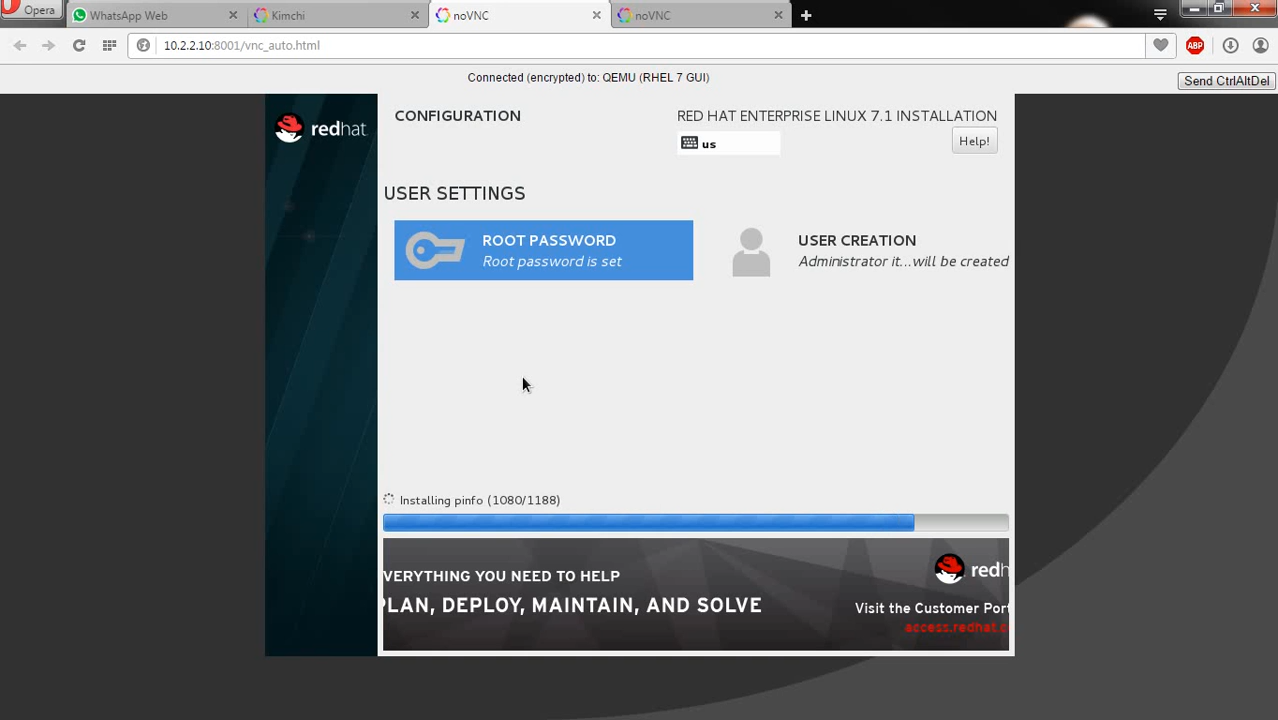 Opera
WhatsApp Web
Kimchi
noVNC
noVNC
10.2.2.10:8001/vnc_auto.html
ABP
Connected (encrypted) to: QEMU (RHEL 7 GUI)
Send CtrlAltDel
redhat.
CONFIGURATION
RED HAT ENTERPRISE LINUX 7.1 INSTALLATION
us
Help!
USER SETTINGS
ROOT PASSWORD
Root password is set
USER CREATION
Administrator it...will be created
Installing pinfo (1080/1188)
VERYTHING YOU NEED TO HELP
PLAN, DEPLOY, MAINTAIN, AND SOLVE
redh
Visit the Customer Port
access.redhat.c